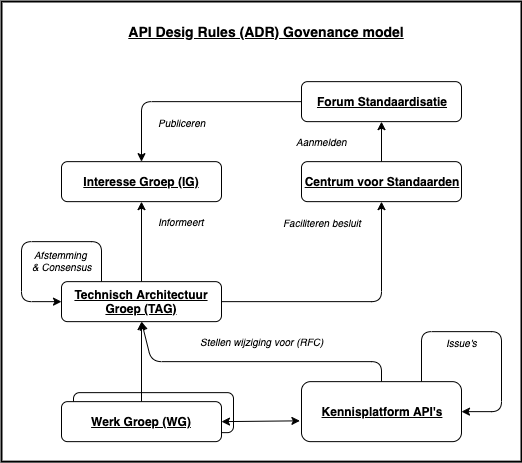 API Desig Rules (ADR) Govenance model
Forum Standaardisatie
Publiceren
Aanmelden
Interesse Groep (IG)
Centrum voor Standaarden
Informeert
Faciliteren besluit
Afstemming
& Consensus
Technisch Architectuur
Groep (TAG)
Stellen wijziging voor (RFC)
Issue's
Werk Groep (WG)
Kennisplatform API's